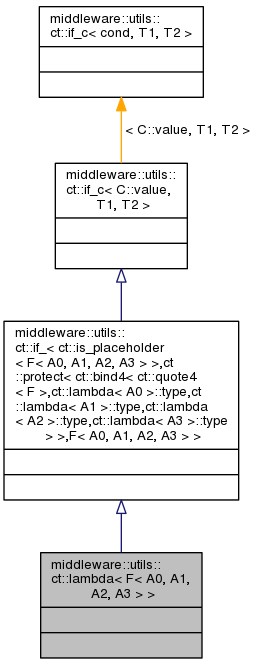 middleware::utils::
ct::if_c< cond, T1, T2 >
< C::value, T1, T2 >
middleware::utils::
ct::if_c< C::value,
T1, T2 >
middleware::utils::
ct::if_< ct::is_placeholder
< F< A0, A1, A2, A3 > >,ct
::protect< ct::bind4< ct::quote4
< F >,ct::lambda< A0 >::type,ct
::lambda< A1 >::type,ct::lambda
< A2 >::type,ct::lambda< A3 >::type
> >,F< A0, A1, A2, A3 > >
middleware::utils::
ct::lambda< F< A0, A1,
A2, A3 > >